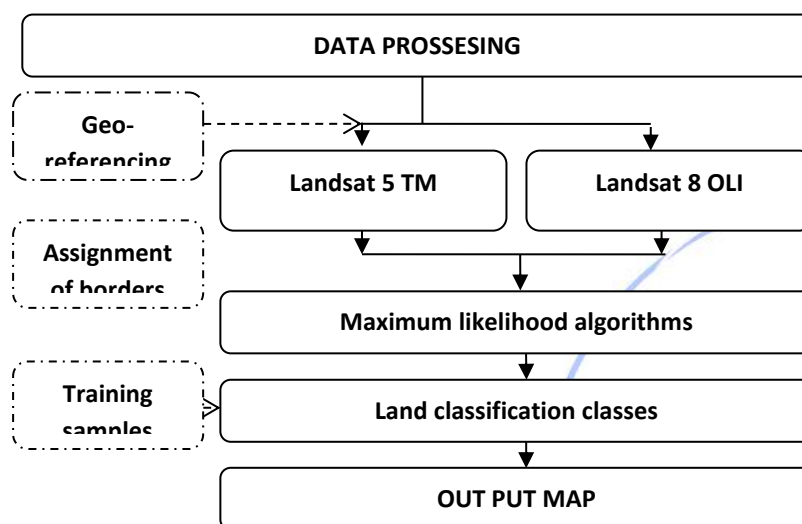 DATA PROSSESING
Geo-
referencing
Landsat 5 TM
Landsat 8 OLI
Assignment
of borders
Maximum likelihood algorithms
Training
samples
Land classification classes
OUT PUT MAP